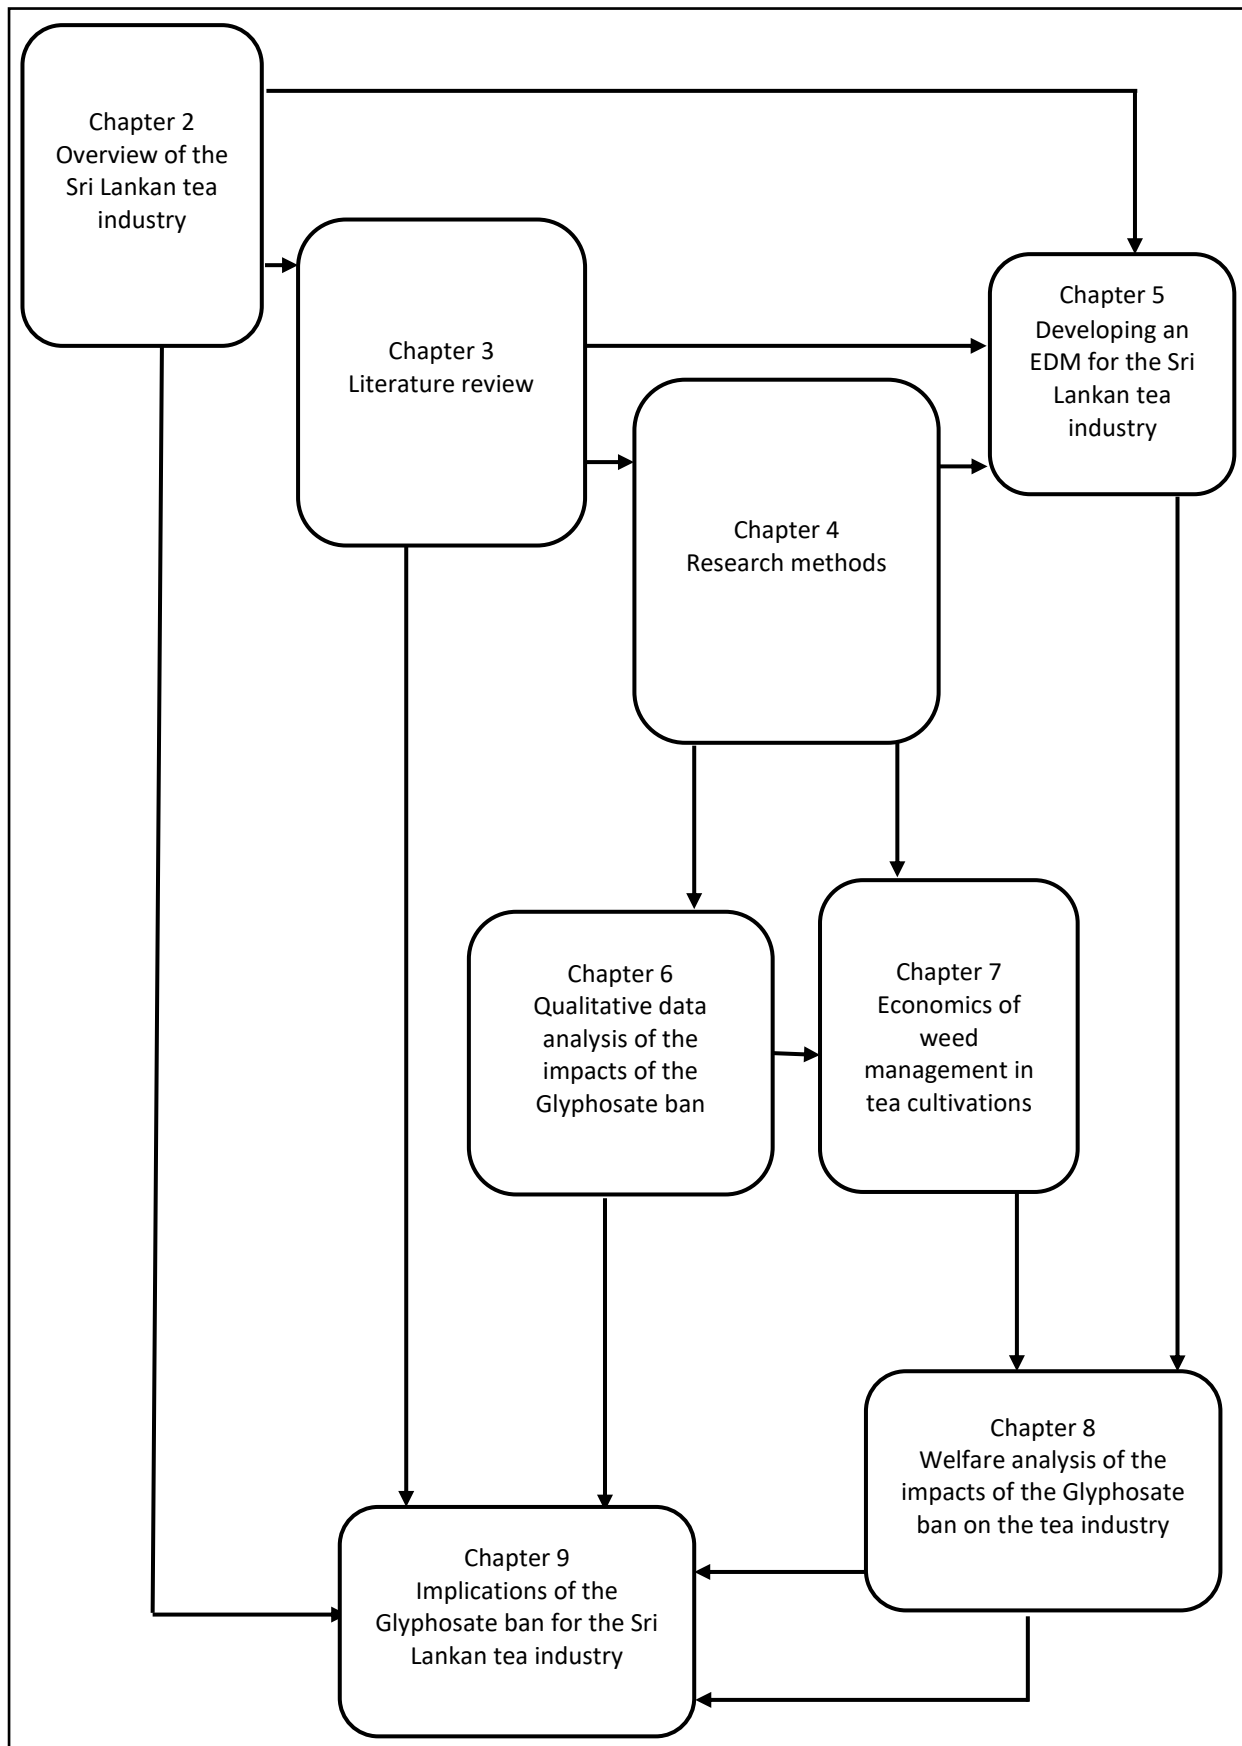 Chapter 2
Overview of the
Sri Lankan tea
industry
Chapter 3
Literature review
Chapter 4
Research methods
Chapter 5
Developing an
EDM for the Sri
Lankan tea
industry
Chapter 6
Qualitative data
analysis of the
impacts of the
Glyphosate ban
Chapter 7
Economics of
weed
management in
tea cultivations
Chapter 8
Welfare analysis of the
impacts of the Glyphosate
ban on the tea industry
Chapter 9
Implications of the
Glyphosate ban for the Sri
Lankan tea industry